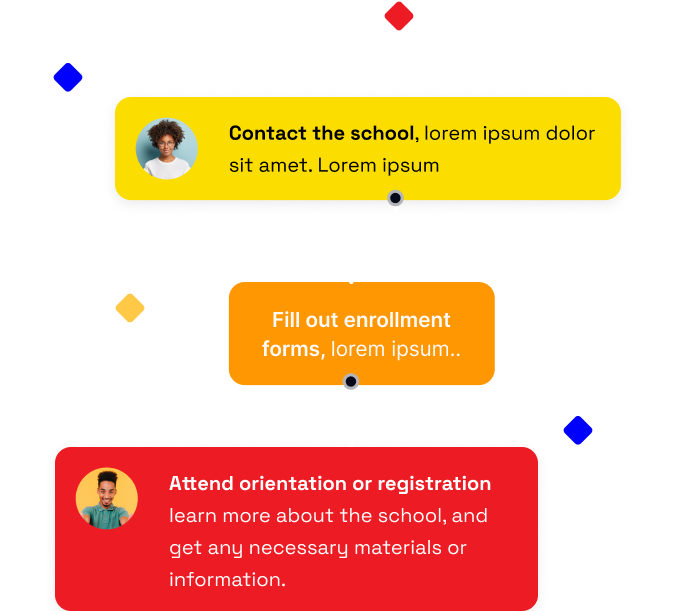 Contact the school, lorem ipsum dolor
sit amet. Lorem ipsum
Fill out enrollment
forms, lorem ipsum..
Attend orientation or registration
learn more about the school, and
get any necessary materials or
information.